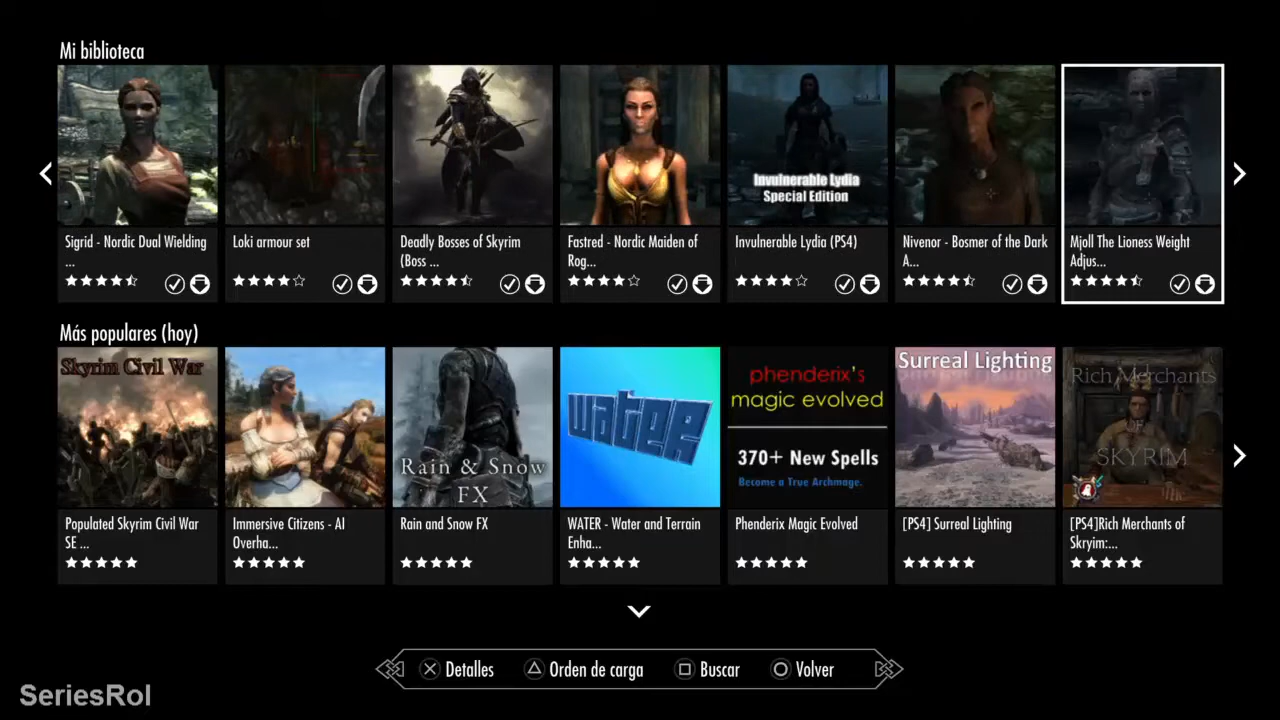 Mi biblioteca
Invulnerable Lydia
Special Edition
Sigrid - Nordic Dual Wielding
...
Loki armour set
Deadly Bosses of Skyrim
(Boss ...
Fastred - Nordic Maiden of
Rog...
Invulnerable Lydia (PS4)
Nivenor - Bosmer of the Dark
A...
Mjoll The Lioness Weight
Adjus...
Más populares (hoy)
Skyrim Civil War
Rain & Snow
FX
water
phenderix's
magic evolved
370+ New Spells
Become a True Archmage.
Surreal Lighting
Rich Merchants
SKYRIM
Populated Skyrim Civil War
SE ...
Immersive Citizens - AI
Overha...
Rain and Snow FX
WATER - Water and Terrain
Enha...
Phenderix Magic Evolved
[PS4] Surreal Lighting
[PS4]Rich Merchants of
Skryim:...
Detalles
Orden de carga
Buscar
Volver
SeriesRol